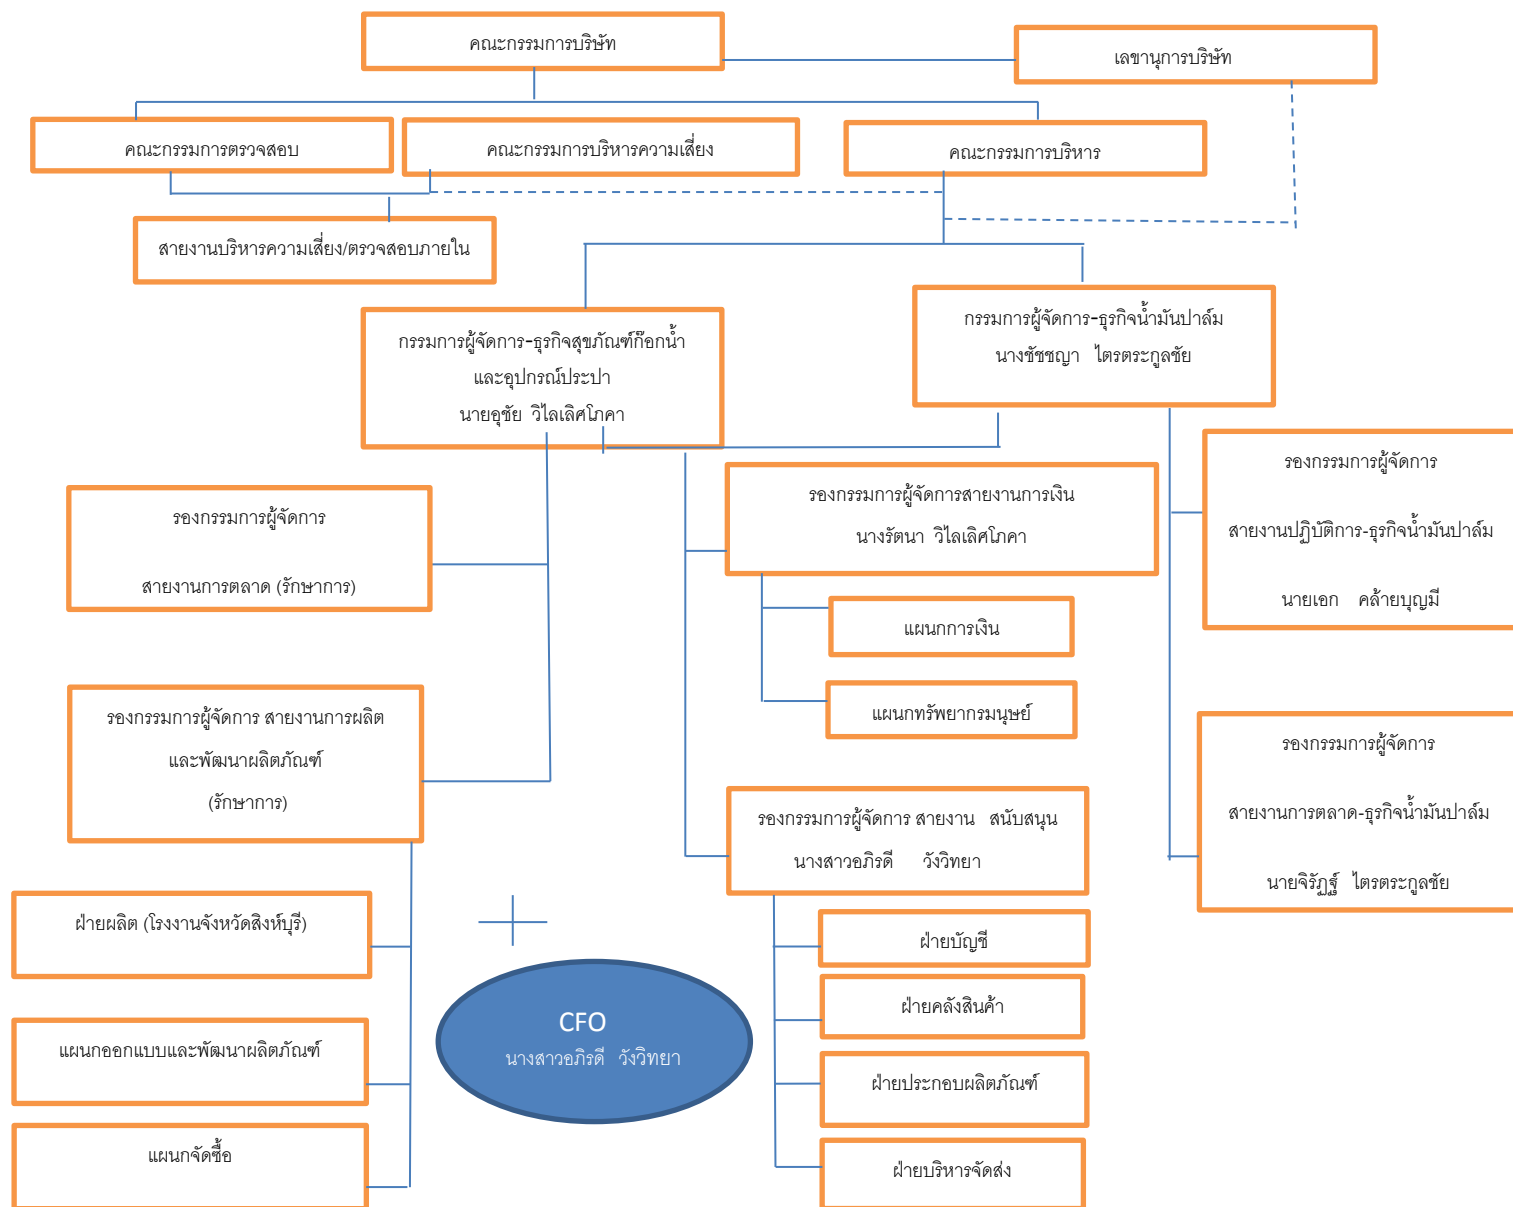 คณะกรรมการบริษัท
เลขานุการบริษัท
คณะกรรมการตรวจสอบ
คณะกรรมการบริหารความเสี่ยง
คณะกรรมการบริหาร
สายงานบริหารความเสี่ยง/ตรวจสอบภายใน
กรรมการผู้จัดการ-ธุรกิจสุขภัณฑ์ก๊อกน้ำ
และอุปกรณ์ประปา
นายอุชัย วิไลเลิศโภคา
กรรมการผู้จัดการ-ธุรกิจน้ำมันปาล์ม
นางชัชชญา ไตรตระกูลชัย
รองกรรมการผู้จัดการ
สายงานการตลาด (รักษาการ)
รองกรรมการผู้จัดการสายงานการเงิน
นางรัตนา วิไลเลิศโภคา
รองกรรมการผู้จัดการ
สายงานปฏิบัติการ-ธุรกิจน้ำมันปาล์ม
นายเอก คล้ายบุญมี
แผนกการเงิน
แผนกทรัพยากรมนุษย์
รองกรรมการผู้จัดการ สายงานการผลิต
และพัฒนาผลิตภัณฑ์
(รักษาการ)
รองกรรมการผู้จัดการ
สายงานการตลาด-ธุรกิจน้ำมันปาล์ม
นายจิรัฏฐ์ ไตรตระกูลชัย
รองกรรมการผู้จัดการ สายงาน สนับสนุน
นางสาวอภิรดี วังวิทยา
ฝ่ายผลิต (โรงงานจังหวัดสิงห์บุรี)
แผนกออกแบบและพัฒนาผลิตภัณฑ์
แผนกจัดซื้อ
CFO
นางสาวอภิรดี วังวิทยา
ฝ่ายบัญชี
ฝ่ายคลังสินค้า
ฝ่ายประกอบผลิตภัณฑ์
ฝ่ายบริหารจัดส่ง